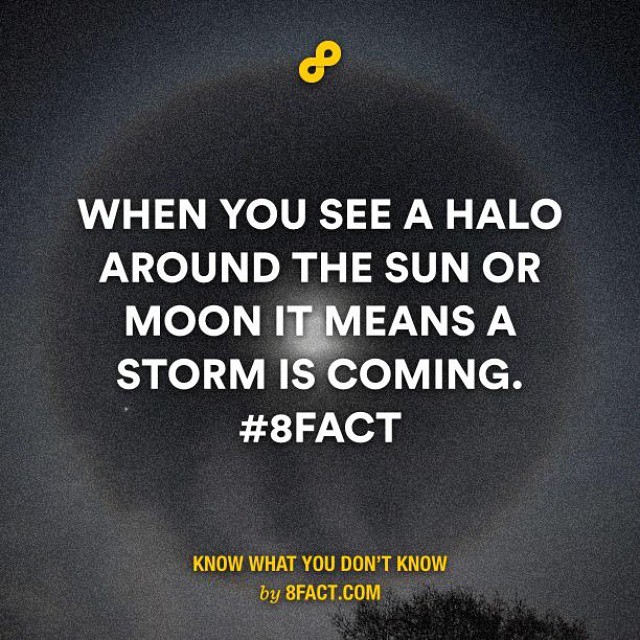 WHEN YOU SEE A HALO
AROUND THE SUN OR
MOON IT MEANS A
STORM IS COMING.
#8FACT
KNOW WHAT YOU DON'T KNOW
by 8FACT.COM